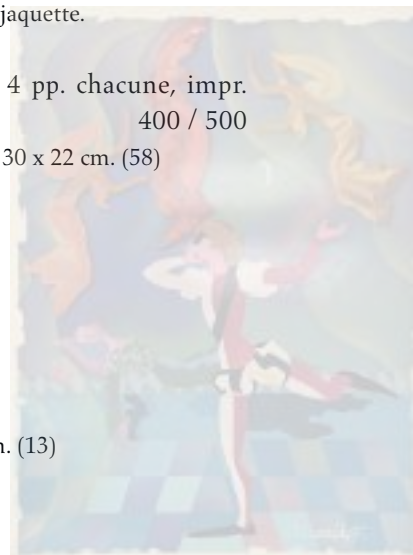 jaquette.
4 pp. chacune, impr.
400 / 500
30 x 22 cm. (58)
. (13)